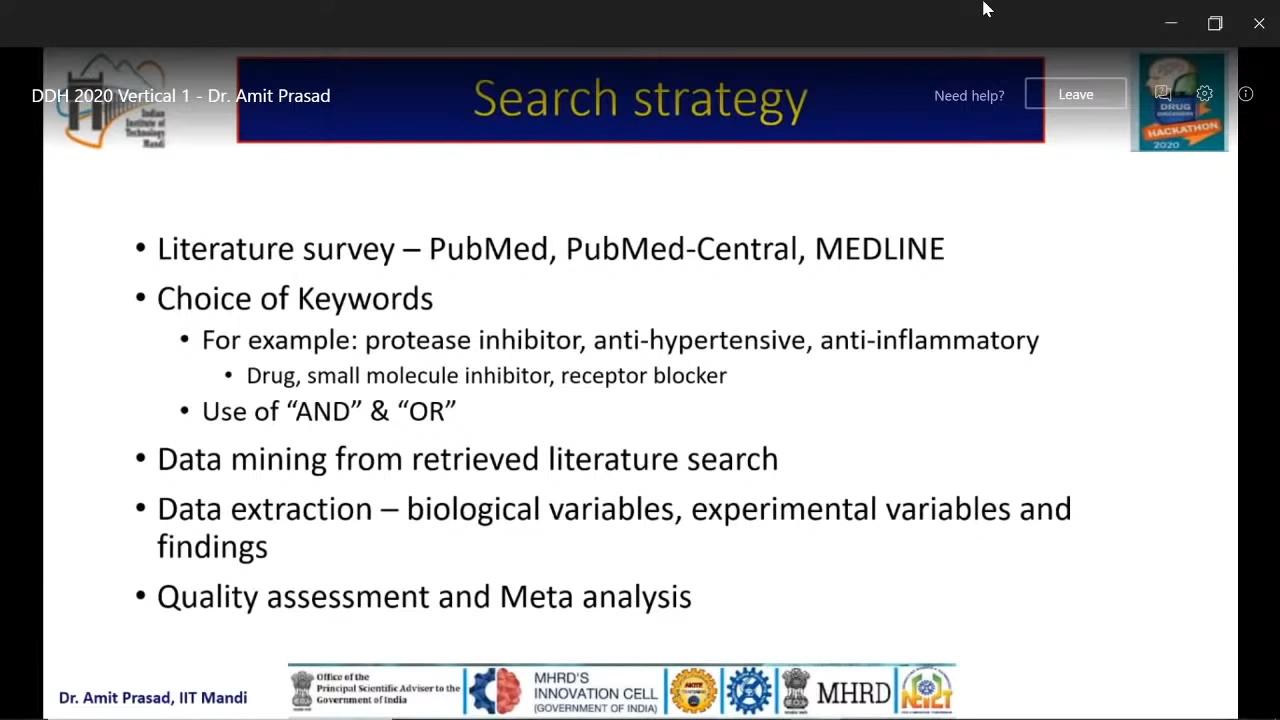 DDH 2020 Vertical 1 - Dr. Amit Prasad
Search strategy
Need help?
Leave
Indian
Institute of
Technology
Mandi
DRUG
DISCOVERY
HACKATHON
2020
• Literature survey – PubMed, PubMed-Central, MEDLINE
• Choice of Keywords
• For example: protease inhibitor, anti-hypertensive, anti-inflammatory
• Drug, small molecule inhibitor, receptor blocker
• Use of “AND” & “OR”
• Data mining from retrieved literature search
• Data extraction – biological variables, experimental variables and
findings
• Quality assessment and Meta analysis
Dr. Amit Prasad, IIT Mandi
Office of the
Principal Scientific Adviser to the
Government of India
MHRD'S
INNOVATION CELL
(GOVERNMENT OF INDIA)
AICTE
MHRD